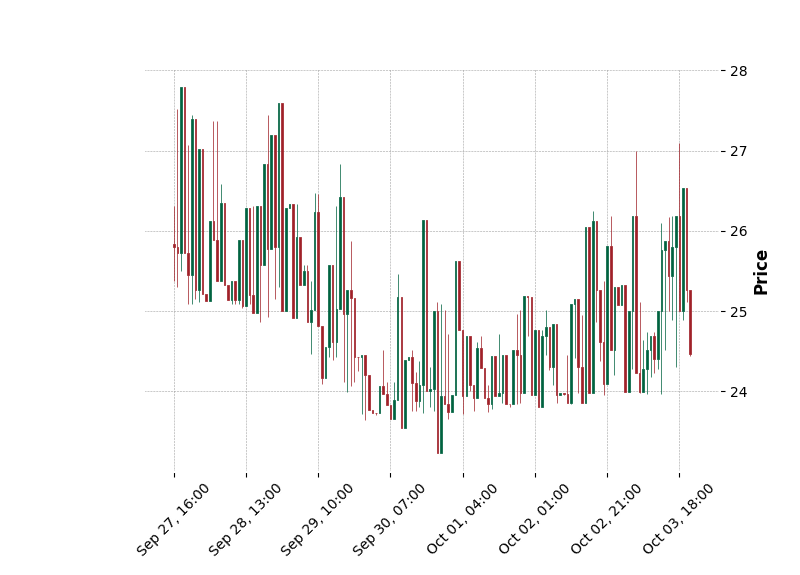 28
27
26
25
24
Price
Sep 27, 16:00
Sep 28, 13:00
Sep 29, 10:00
Sep 30, 07:00
Oct 01, 04:00
Oct 02, 01:00
Oct 02, 21:00
Oct 03, 18:00